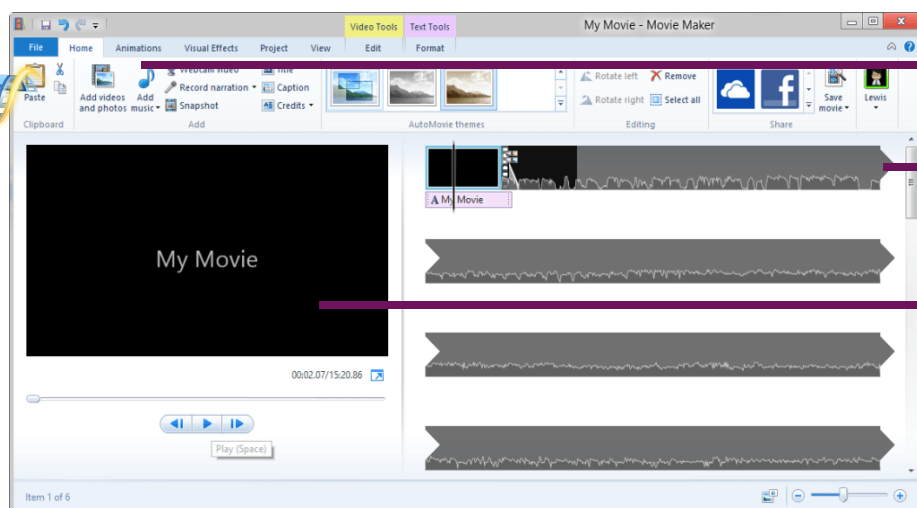 Video Tools Text Tools My Movie - Movie Maker
File Home Animations Visual Effects Project View Edit Format
Webcam video Title
Paste Add videos and photos Add music Record narration Caption Rotate left Remove
Snapshot Credits Rotate right Select all Save movie Lewis
Clipboard Add AutoMovie themes Editing Share
A My Movie
My Movie
00:02.07/15:20.86
Play (Space)
Item 1 of 6